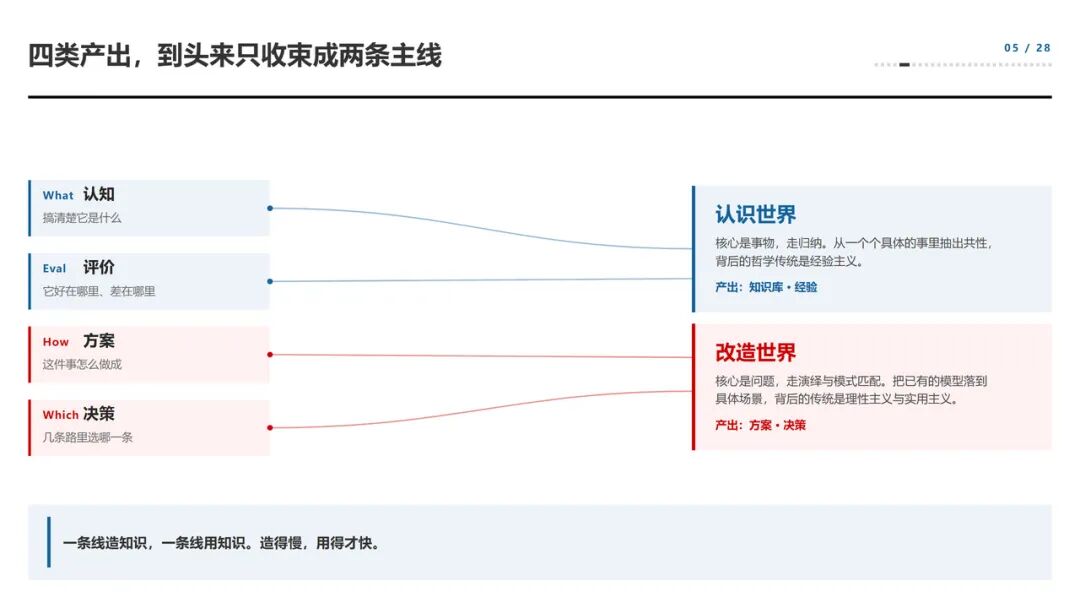 四类产出，到头来只收束成两条主线
05 / 28
What 认知
搞清楚它是什么
Eval 评价
它好在哪里、差在哪里
How 方案
这件事怎么做成
Which 决策
几条路里选哪一条
认识世界
核心是事物，走归纳。从一个个具体的事里抽出共性，
背后的哲学传统是经验主义。
产出：知识库·经验
改造世界
核心是问题，走演绎与模式匹配。把已有的模型落到
具体场景，背后的传统是理性主义与实用主义。
产出：方案·决策
一条线造知识，一条线用知识。造得慢，用得才快。